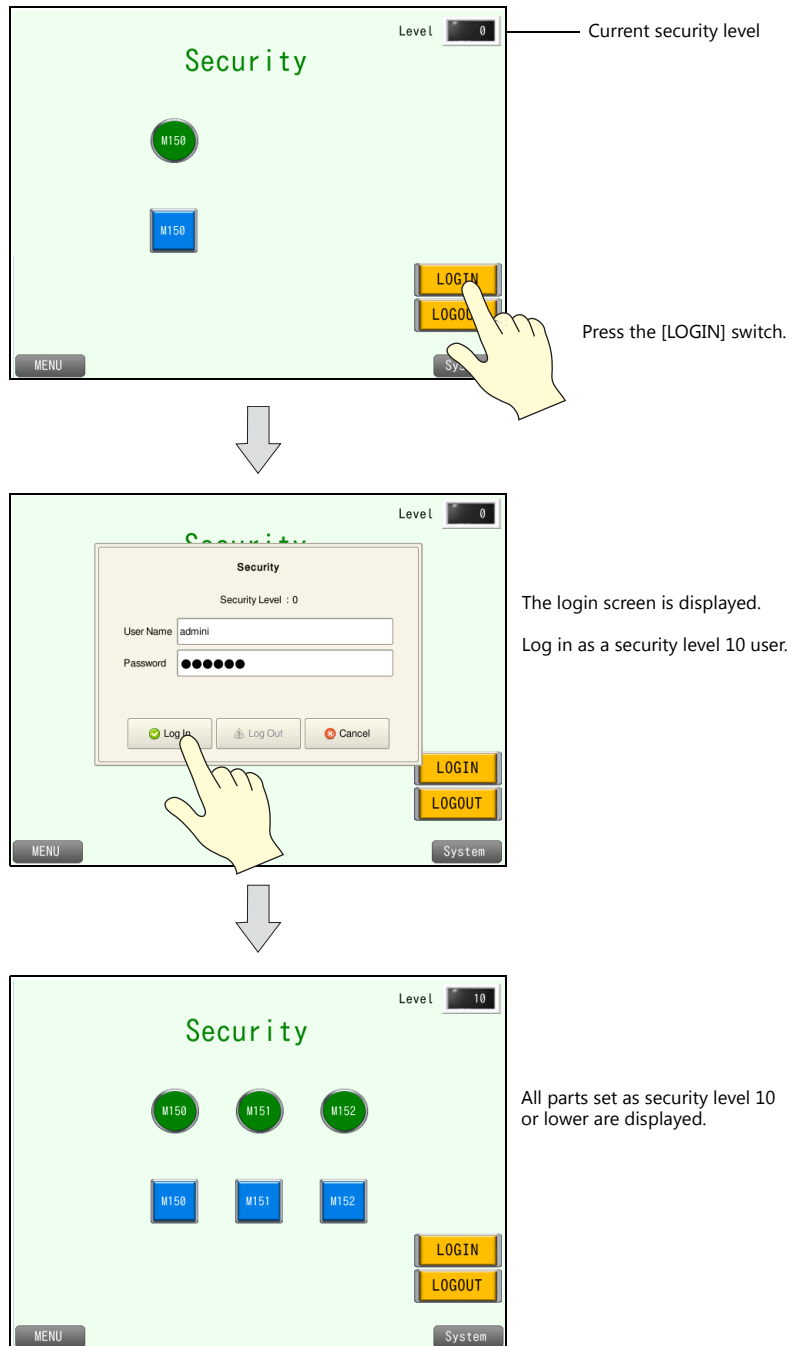 Level 0 Current security level
Security
M150
M150
LOGIN
Press the [LOGIN] switch.
MENU
Level 0
Security
Security Level : 0
The login screen is displayed.
User Name admini
Log in as a security level 10 user.
Password ●●●●●●
Log Out Cancel
LOGIN
LOGOUT
MENU System
Level 10
Security
M150 M151 M152
All parts set as security level 10
or lower are displayed.
M150 M151 M152
LOGIN
LOGOUT
MENU System